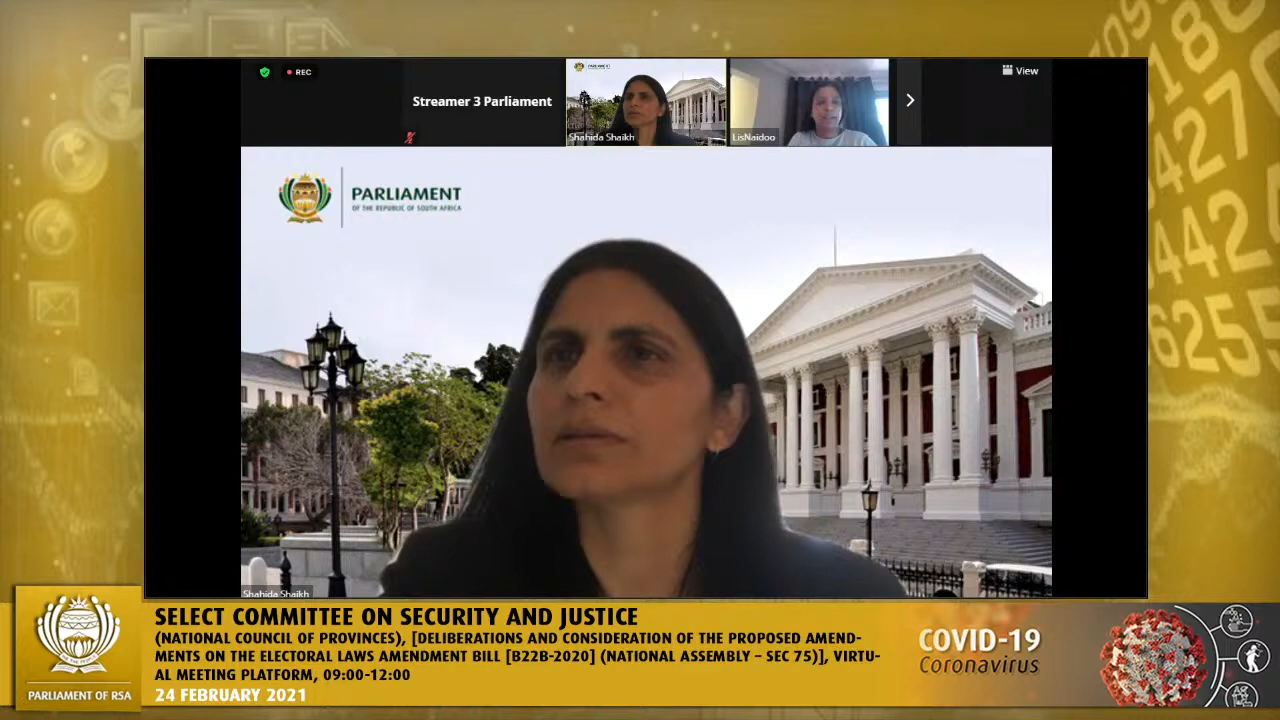 REC
View
Streamer 3 Parliament
PARLIAMENT
Shahida Shaikh
LisNaidoo
PARLIAMENT
OF THE REPUBLIC OF SOUTH AFRICA
Shahida Shaikh
SELECT COMMITTEE ON SECURITY AND JUSTICE
(NATIONAL COUNCIL OF PROVINCES), [DELIBERATIONS AND CONSIDERATION OF THE PROPOSED AMEND-
MENTS ON THE ELECTORAL LAWS AMENDMENT BILL [B22B-2020] (NATIONAL ASSEMBLY – SEC 75)], VIRTU-
AL MEETING PLATFORM, 09:00-12:00
24 FEBRUARY 2021
PARLIAMENT OF RSA
COVID-19
Coronavirus
427
6255